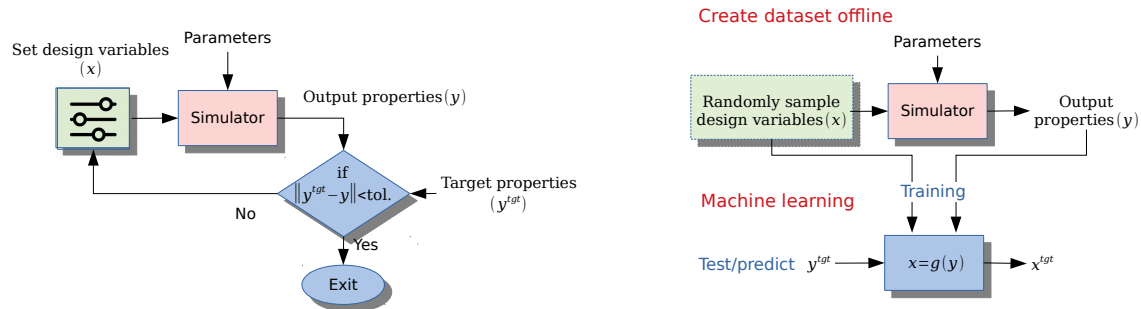 Set design variables
(x)
Parameters
Simulator
Output properties(y)
if
‖y^tgt−y‖<tol.
Target properties
(y^tgt)
No
Yes
Exit
Create dataset offline
Parameters
Randomly sample
design variables(x)
Simulator
Output
properties(y)
Training
Machine learning
Test/predict y^tgt
x=g(y)
x^tgt